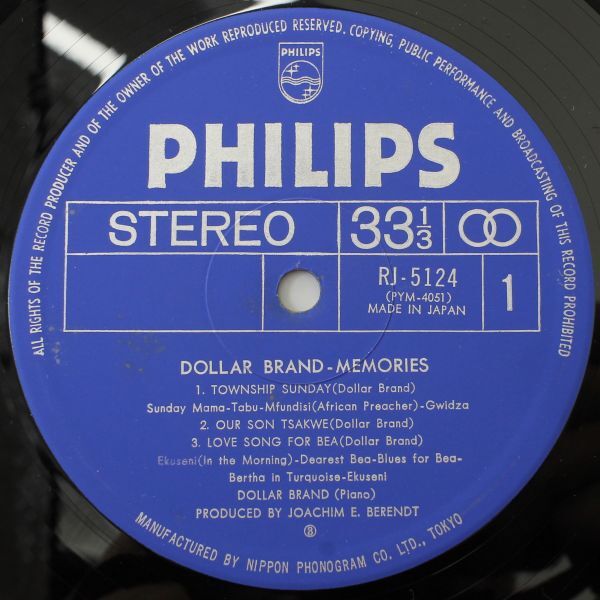 ALL RIGHTS OF THE RECORD PRODUCER AND OF THE OWNER OF THE WORK REPRODUCED RESERVED. COPYING, PUBLIC PERFORMANCE AND BROADCASTING OF THIS RECORD PROHIBITED
PHILIPS
PHILIPS
STEREO
33 1/3
RJ-5124
(PYM-4051)
MADE IN JAPAN
1
DOLLAR BRAND-MEMORIES
1. TOWNSHIP SUNDAY(Dollar Brand)
Sunday Mama-Tabu-Mfundisi(African Preacher)-Gwidza
2. OUR SON TSAKWE(Dollar Brand)
3. LOVE SONG FOR BEA(Dollar Brand)
Ekuseni(In the Morning)-Dearest Bea-Blues for Bea-
Bertha in Turquoise-Ekuseni
DOLLAR BRAND(Piano)
PRODUCED BY JOACHIM E. BERENDT
MANUFACTURED BY NIPPON PHONOGRAM CO. LTD., TOKYO